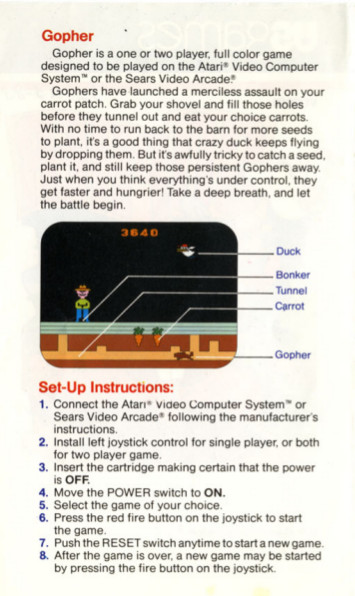 Gopher
Gopher is a one or two player, full color game
designed to be played on the Atari® Video Computer
System™ or the Sears Video Arcade®.
Gophers have launched a merciless assault on your
carrot patch. Grab your shovel and fill those holes
before they tunnel out and eat your choice carrots.
With no time to run back to the barn for more seeds
to plant, it's a good thing that crazy duck keeps flying
by dropping them. But it's awfully tricky to catch a seed,
plant it, and still keep those persistent Gophers away.
Just when you think everything's under control, they
get faster and hungrier! Take a deep breath, and let
the battle begin.
3640
Duck
Bonker
Tunnel
Carrot
Gopher
Set-Up Instructions:
1. Connect the Atari® Video Computer System™ or
Sears Video Arcade® following the manufacturer's
instructions.
2. Install left joystick control for single player, or both
for two player game.
3. Insert the cartridge making certain that the power
is OFF.
4. Move the POWER switch to ON.
5. Select the game of your choice.
6. Press the red fire button on the joystick to start
the game.
7. Push the RESET switch anytime to start a new game.
8. After the game is over, a new game may be started
by pressing the fire button on the joystick.